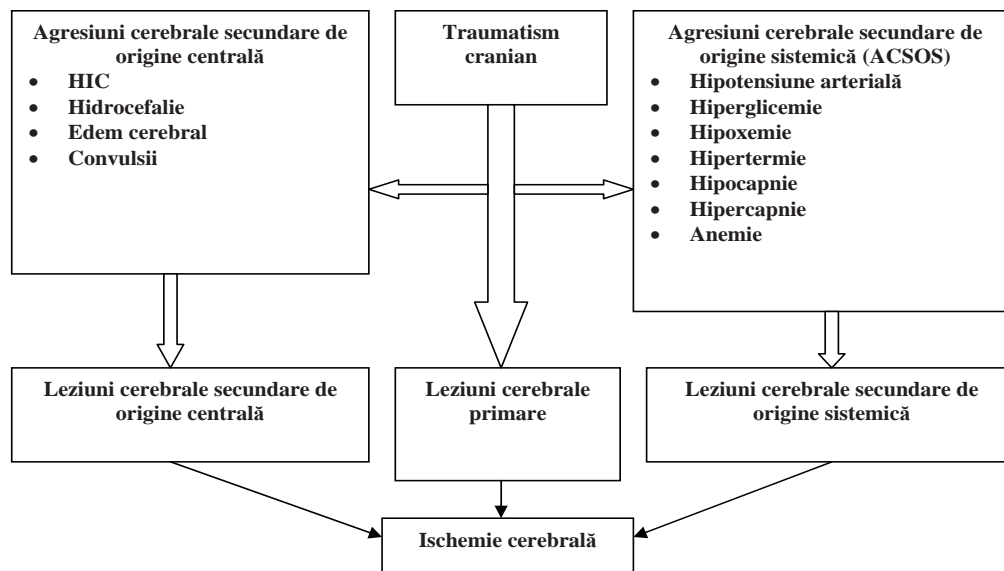 Agresiuni cerebrale secundare de
origine centrală
• HIC
• Hidrocefalie
• Edem cerebral
• Convulsii
Traumatism
cranian
Agresiuni cerebrale secundare de
origine sistemică (ACSOS)
• Hipotensiune arterială
• Hiperglicemie
• Hipoxemie
• Hipertermie
• Hipocapnie
• Hipercapnie
• Anemie
Leziuni cerebrale secundare de
origine centrală
Leziuni cerebrale
primare
Leziuni cerebrale secundare de
origine sistemică
Ischemie cerebrală